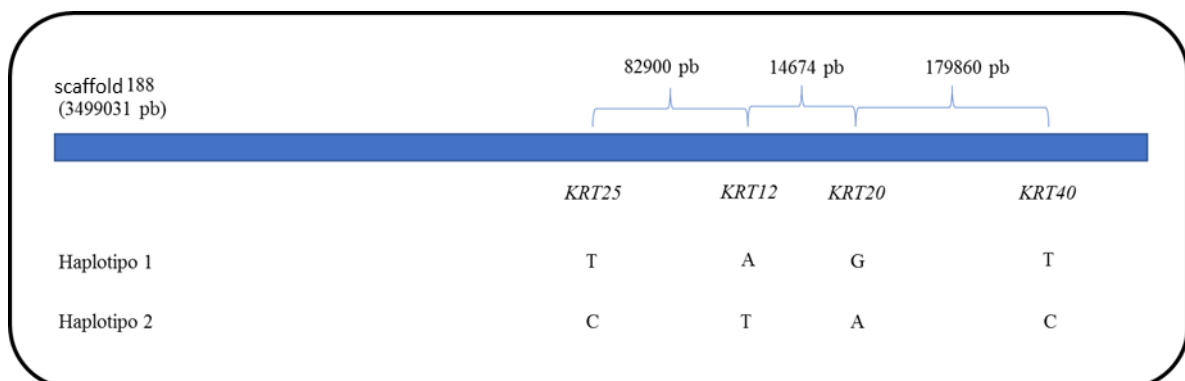 82900 pb 14674 pb 179860 pb
scaffold 188
(3499031 pb)
KRT25 KRT12 KRT20 KRT40
Haplotipo 1 T A G T
Haplotipo 2 C T A C